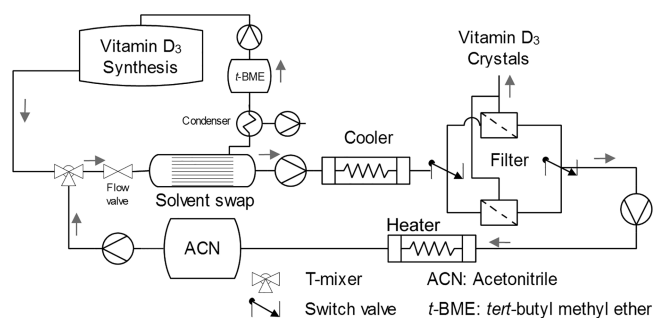 Vitamin D3
Synthesis
t-BME
Condenser
Vitamin D3
Crystals
Cooler
Filter
Flow
valve
Solvent swap
Heater
ACN
T-mixer
ACN: Acetonitrile
Switch valve
t-BME: tert-butyl methyl ether